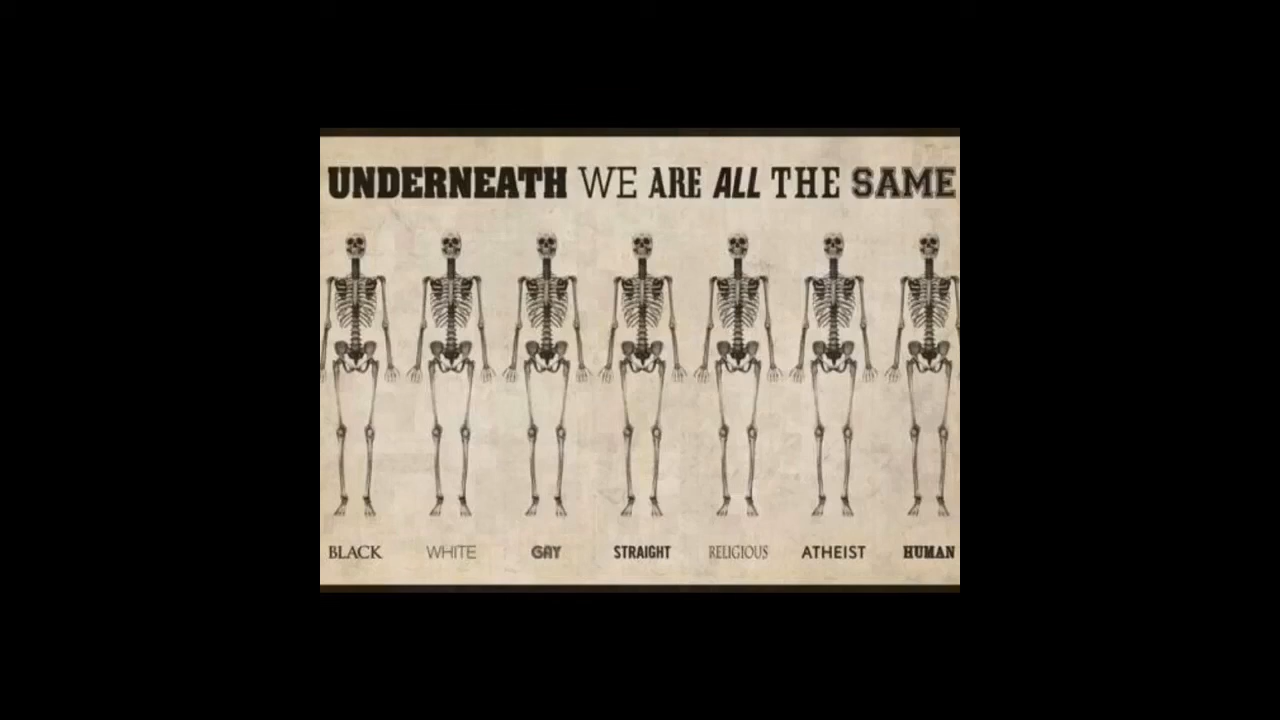 UNDERNEATH WE ARE ALL THE SAME
BLACK WHITE GAY STRAIGHT RELIGIOUS ATHEIST HUMAN